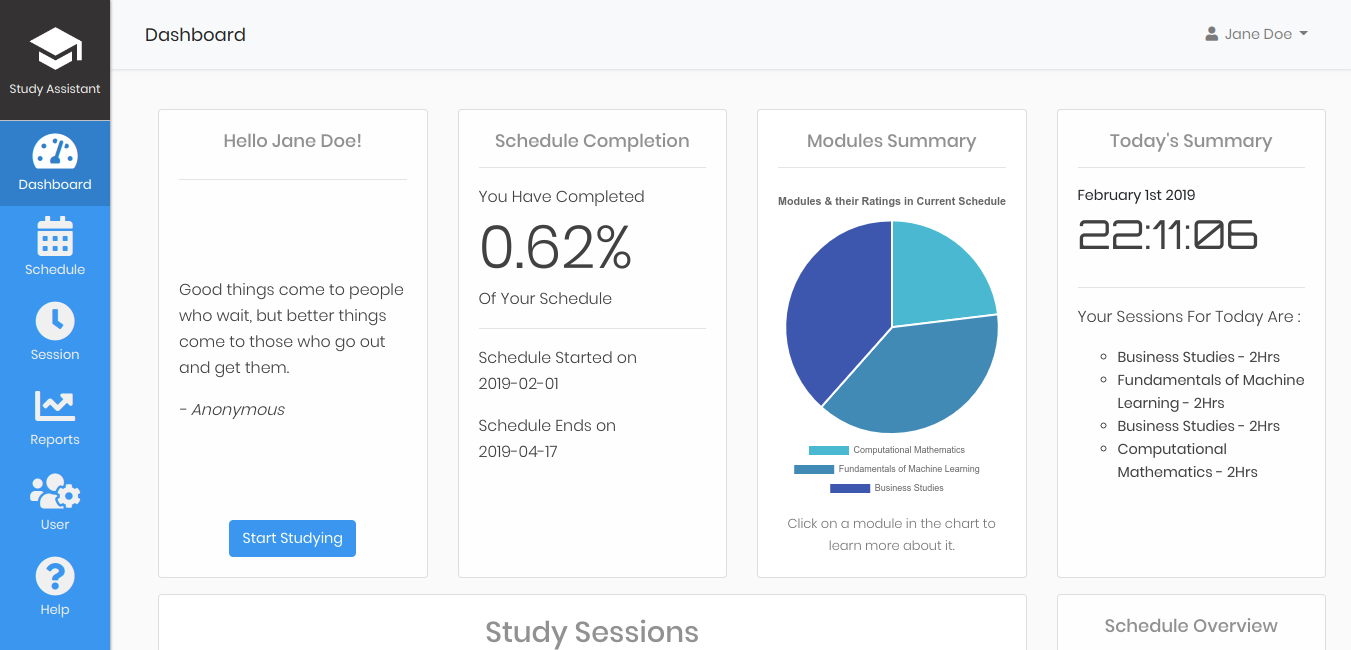 Study Assistant
Dashboard
Schedule
Session
Reports
User
Help
Dashboard
Jane Doe
Hello Jane Doe!
Good things come to people
who wait, but better things
come to those who go out
and get them.
- Anonymous
Start Studying
Schedule Completion
You Have Completed
0.62%
Of Your Schedule
Schedule Started on
2019-02-01
Schedule Ends on
2019-04-17
Modules Summary
Modules & their Ratings in Current Schedule
Computational Mathematics
Fundamentals of Machine Learning
Business Studies
Click on a module in the chart to
learn more about it.
Today's Summary
February 1st 2019
22:11:06
Your Sessions For Today Are :
Business Studies - 2Hrs
Fundamentals of Machine
Learning - 2Hrs
Business Studies - 2Hrs
Computational
Mathematics - 2Hrs
Study Sessions
Schedule Overview